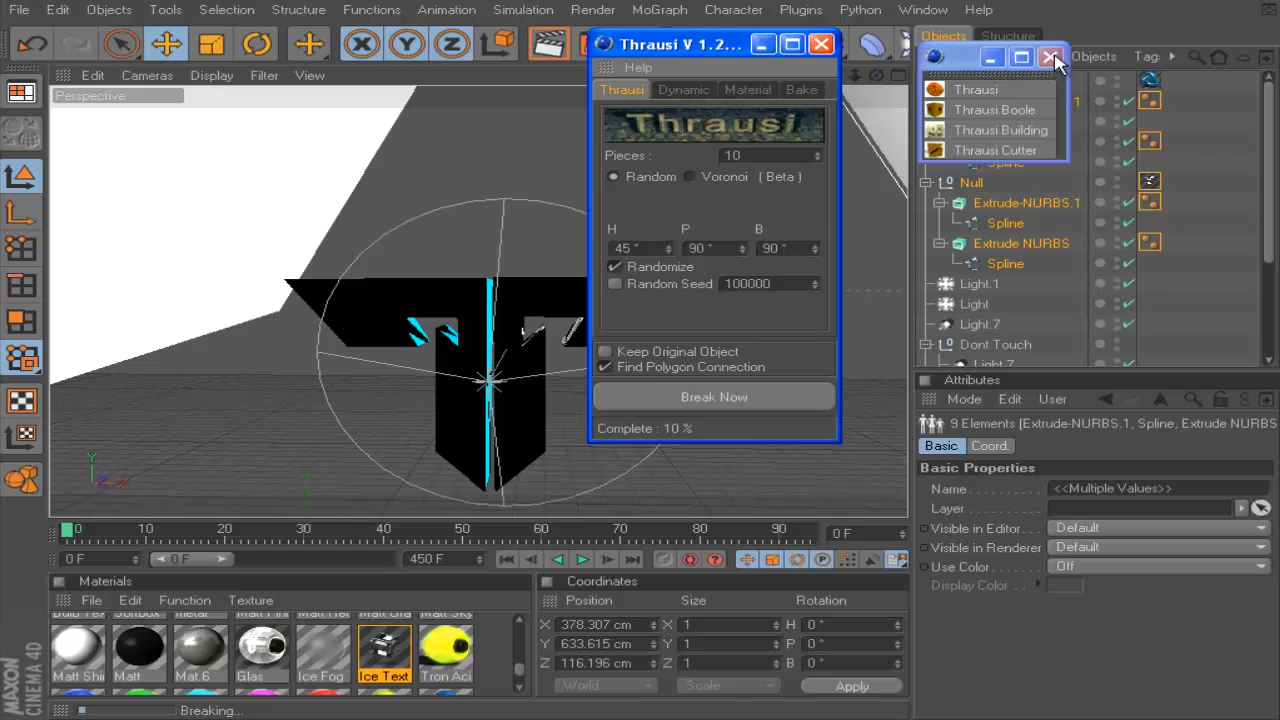 File Edit Objects Tools Selection Structure Functions Animation Simulation Render MoGraph Character Plugins Python Window Help
Thrausi V 1.2...
Objects Structure
Edit Cameras Display Filter View
Help
Objects Tag
Perspective
Thrausi Dynamic Material Bake
Thrausi
Thrausi Boole
Thrausi Building
Thrausi Cutter
Thrausi
Pieces : 10
Random Voronoi ( Beta )
H P B
45 ° 90 ° 90 °
Randomize
Random Seed 100000
Keep Original Object
Find Polygon Connection
Break Now
Complete : 10 %
Null
Extrude-NURBS.1
Spline
Extrude NURBS
Spline
Light.1
Light
Light.7
Dont Touch
Light.7
Attributes
Mode Edit User
9 Elements [Extrude-NURBS.1, Spline, Extrude NURBS
Basic Coord.
Basic Properties
Name <<Multiple Values>>
Layer
Visible in Editor Default
Visible in Renderer Default
Use Color Off
Display Color
Y Z X Y
0 10 20 30 40 50 60 70 80 90 0 F
0 F 0 F 450 F
Materials
File Edit Function Texture
Matt Shi Matt Mat.6 Glas Ice Fog Ice Text Tron Aci
Coordinates
Position Size Rotation
X 378.307 cm X 1 H 0 °
Y 633.615 cm Y 1 P 0 °
Z 116.196 cm Z 1 B 0 °
World Scale Apply
MAXON
CINEMA 4D
Breaking...